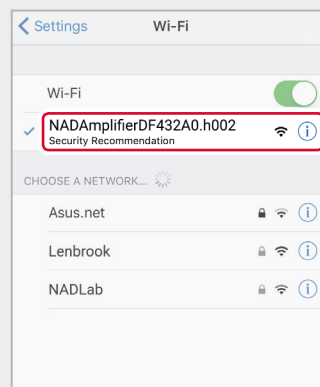 Settings Wi-Fi
Wi-Fi
NADAmplifierDF432A0.h002
Security Recommendation
CHOOSE A NETWORK...
Asus.net
Lenbrook
NADLab